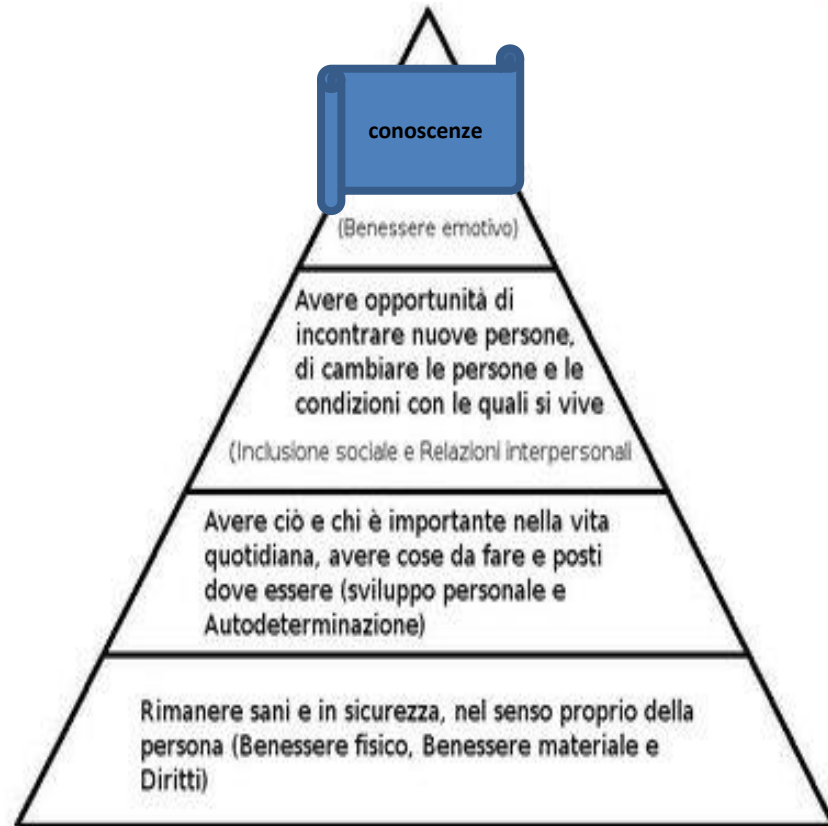 conoscenze
(Benessere emotivo)
Avere opportunità di
incontrare nuove persone,
di cambiare le persone e le
condizioni con le quali si vive
(Inclusione sociale e Relazioni interpersonali
Avere ciò e chi è importante nella vita
quotidiana, avere cose da fare e posti
dove essere (sviluppo personale e
Autodeterminazione)
Rimanere sani e in sicurezza, nel senso proprio della
persona (Benessere fisico, Benessere materiale e
Diritti)